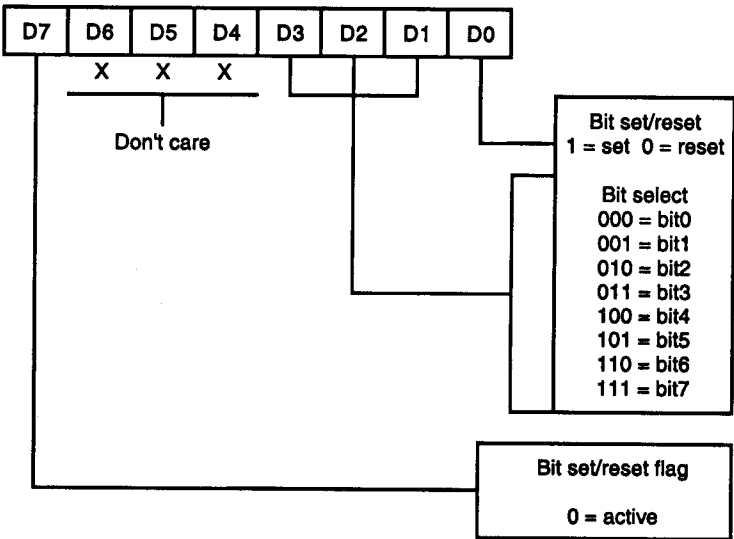 D7 D6 D5 D4 D3 D2 D1 D0
X X X
Don't care
Bit set/reset
1 = set 0 = reset
Bit select
000 = bit0
001 = bit1
010 = bit2
011 = bit3
100 = bit4
101 = bit5
110 = bit6
111 = bit7
Bit set/reset flag
0 = active